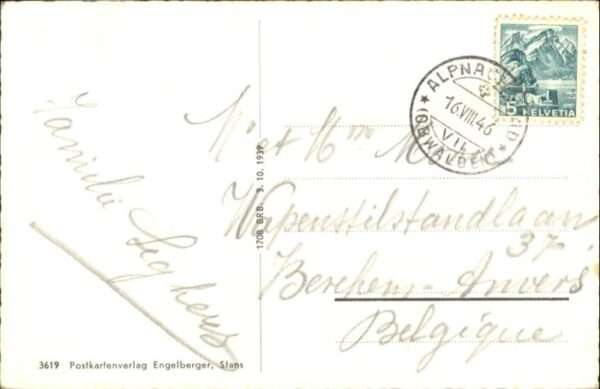 Familie Seghers
3619 Postkartenverlag Engelberger, Stans
1708 BRB 3.10.1939
ALPNACHSTAD
16.VIII.46
VII
(OBWALDEN)
5 HELVETIA
Mr et Mme M
Wapenstilstandlaan
37.
Berchem-Anvers
Belgique